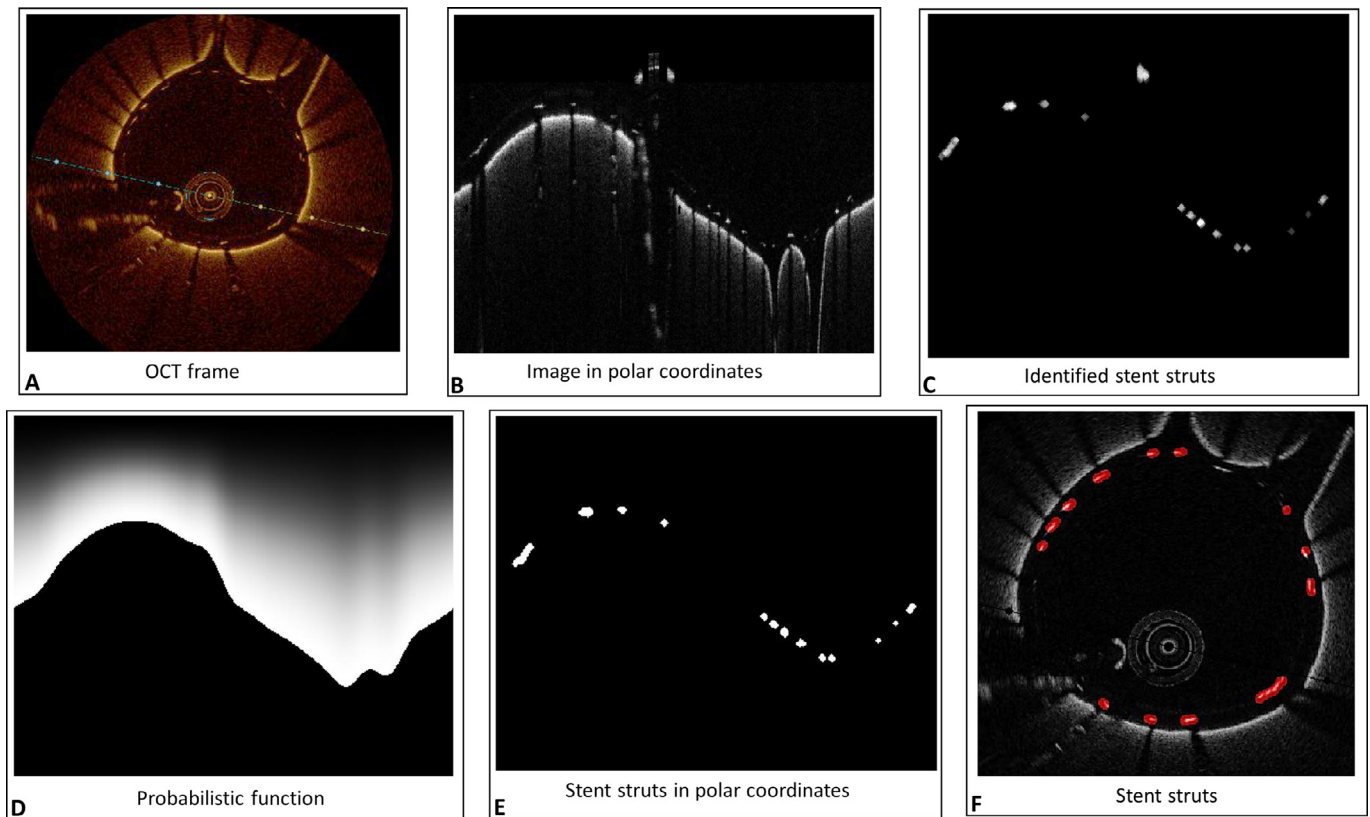 A
OCT frame
B
Image in polar coordinates
C
Identified stent struts
D
Probabilistic function
E
Stent struts in polar coordinates
F
Stent struts